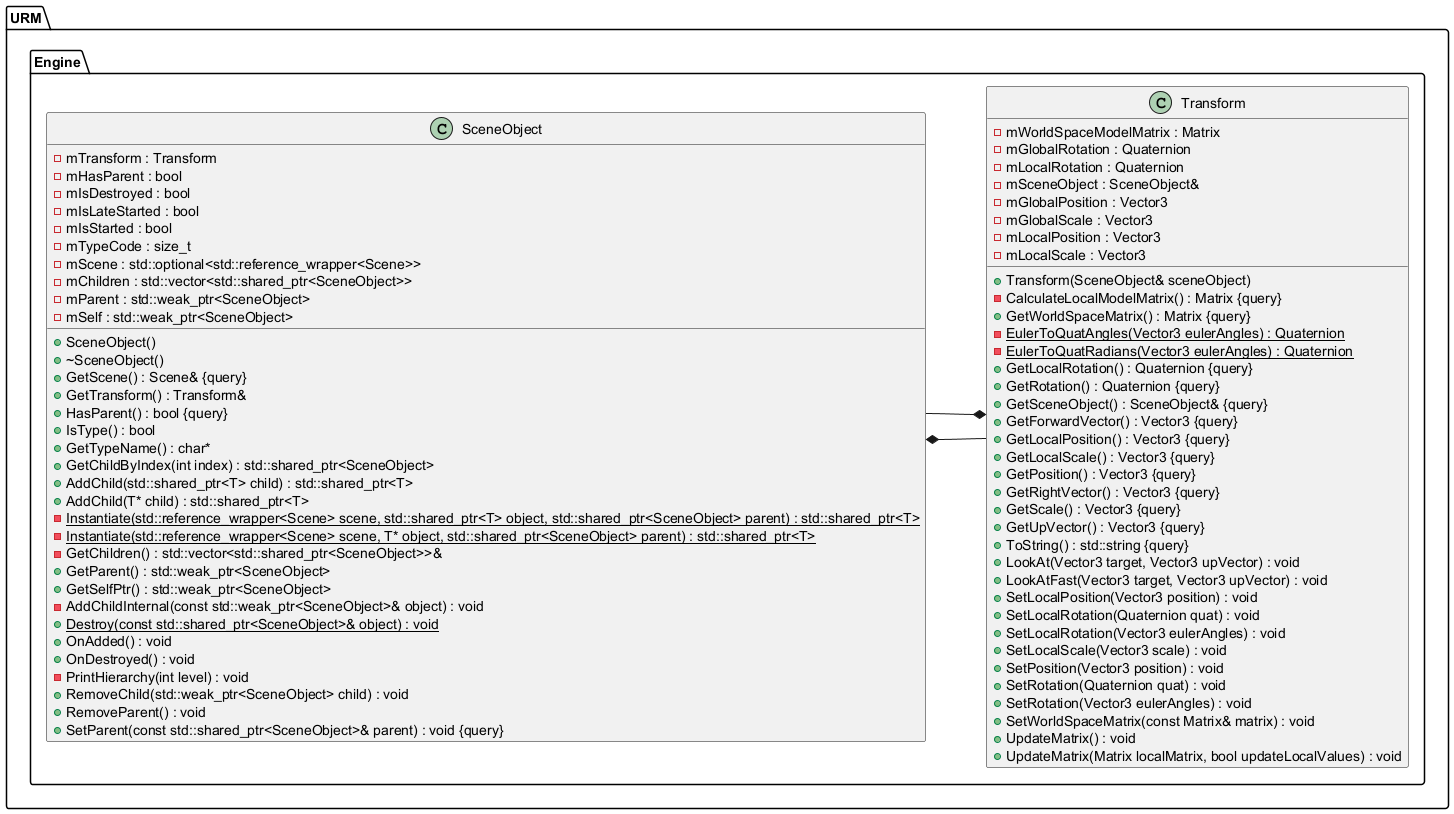 URM
Engine
C SceneObject
mTransform : Transform
mHasParent : bool
mIsDestroyed : bool
mIsLateStarted : bool
mIsStarted : bool
mTypeCode : size_t
mScene : std::optional<std::reference_wrapper<Scene>>
mChildren : std::vector<std::shared_ptr<SceneObject>>
mParent : std::weak_ptr<SceneObject>
mSelf : std::weak_ptr<SceneObject>
SceneObject()
~SceneObject()
GetScene() : Scene& {query}
GetTransform() : Transform&
HasParent() : bool {query}
IsType() : bool
GetTypeName() : char*
GetChildByIndex(int index) : std::shared_ptr<SceneObject>
AddChild(std::shared_ptr<T> child) : std::shared_ptr<T>
AddChild(T* child) : std::shared_ptr<T>
Instantiate(std::reference_wrapper<Scene> scene, std::shared_ptr<T> object, std::shared_ptr<SceneObject> parent) : std::shared_ptr<T>
Instantiate(std::reference_wrapper<Scene> scene, T* object, std::shared_ptr<SceneObject> parent) : std::shared_ptr<T>
GetChildren() : std::vector<std::shared_ptr<SceneObject>>&
GetParent() : std::weak_ptr<SceneObject>
GetSelfPtr() : std::weak_ptr<SceneObject>
AddChildInternal(const std::weak_ptr<SceneObject>& object) : void
Destroy(const std::shared_ptr<SceneObject>& object) : void
OnAdded() : void
OnDestroyed() : void
PrintHierarchy(int level) : void
RemoveChild(std::weak_ptr<SceneObject> child) : void
RemoveParent() : void
SetParent(const std::shared_ptr<SceneObject>& parent) : void {query}
C Transform
mWorldSpaceModelMatrix : Matrix
mGlobalRotation : Quaternion
mLocalRotation : Quaternion
mSceneObject : SceneObject&
mGlobalPosition : Vector3
mGlobalScale : Vector3
mLocalPosition : Vector3
mLocalScale : Vector3
Transform(SceneObject& sceneObject)
CalculateLocalModelMatrix() : Matrix {query}
GetWorldSpaceMatrix() : Matrix {query}
EulerToQuatAngles(Vector3 eulerAngles) : Quaternion
EulerToQuatRadians(Vector3 eulerAngles) : Quaternion
GetLocalRotation() : Quaternion {query}
GetRotation() : Quaternion {query}
GetSceneObject() : SceneObject& {query}
GetForwardVector() : Vector3 {query}
GetLocalPosition() : Vector3 {query}
GetLocalScale() : Vector3 {query}
GetPosition() : Vector3 {query}
GetRightVector() : Vector3 {query}
GetScale() : Vector3 {query}
GetUpVector() : Vector3 {query}
ToString() : std::string {query}
LookAt(Vector3 target, Vector3 upVector) : void
LookAtFast(Vector3 target, Vector3 upVector) : void
SetLocalPosition(Vector3 position) : void
SetLocalRotation(Quaternion quat) : void
SetLocalRotation(Vector3 eulerAngles) : void
SetLocalScale(Vector3 scale) : void
SetPosition(Vector3 position) : void
SetRotation(Quaternion quat) : void
SetRotation(Vector3 eulerAngles) : void
SetWorldSpaceMatrix(const Matrix& matrix) : void
UpdateMatrix() : void
UpdateMatrix(Matrix localMatrix, bool updateLocalValues) : void